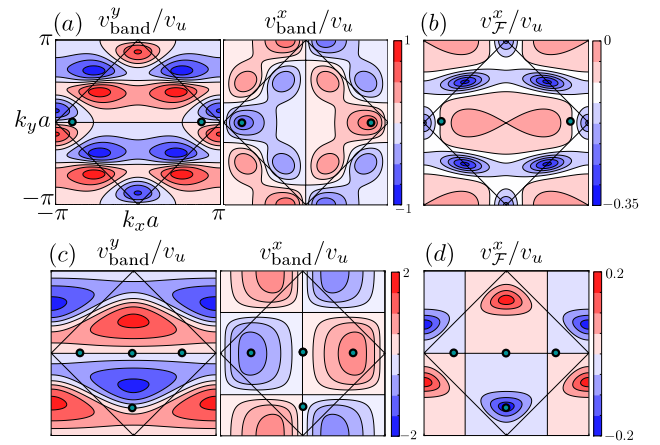 (a) v^y_band/v_u v^x_band/v_u (b) v^x_ℱ/v_u
π 1 0
k_y a
−π −1 −0.35
−π k_x a π
(c) v^y_band/v_u v^x_band/v_u (d) v^x_ℱ/v_u
2 0.2
−2 −0.2